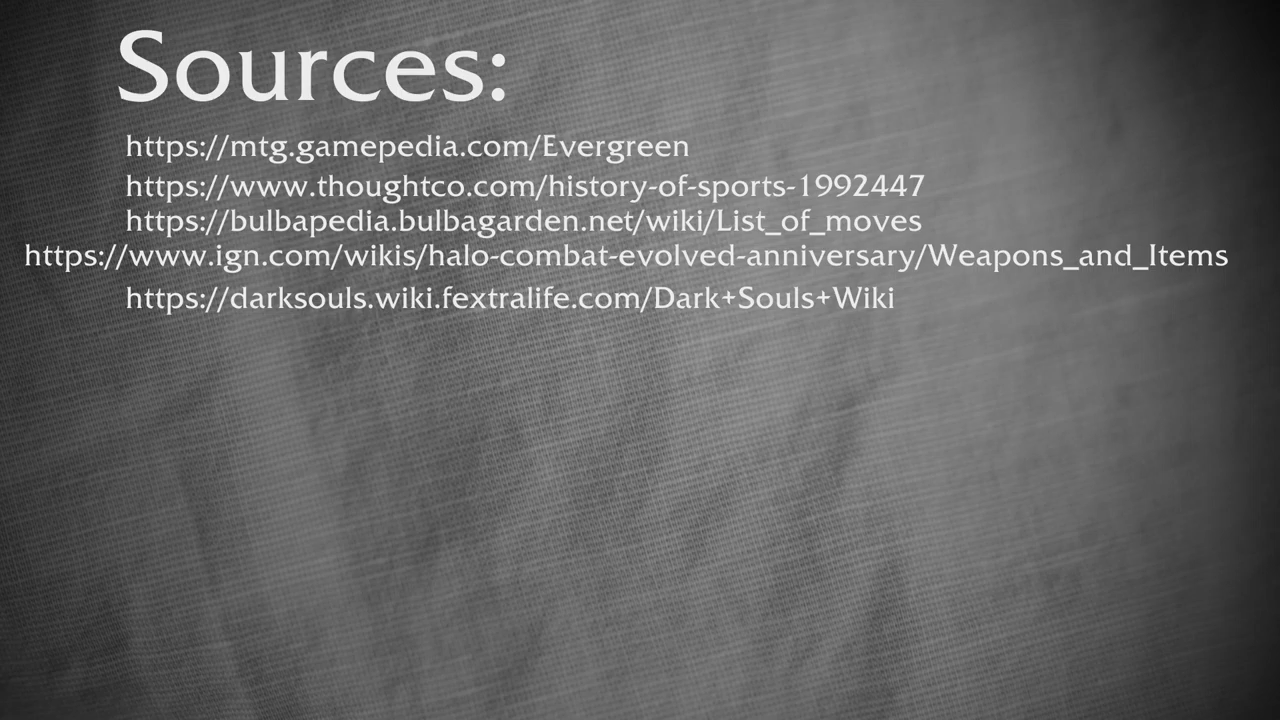 Sources:
https://mtg.gamepedia.com/Evergreen
https://www.thoughtco.com/history-of-sports-1992447
https://bulbapedia.bulbagarden.net/wiki/List_of_moves
https://www.ign.com/wikis/halo-combat-evolved-anniversary/Weapons_and_Items
https://darksouls.wiki.fextralife.com/Dark+Souls+Wiki